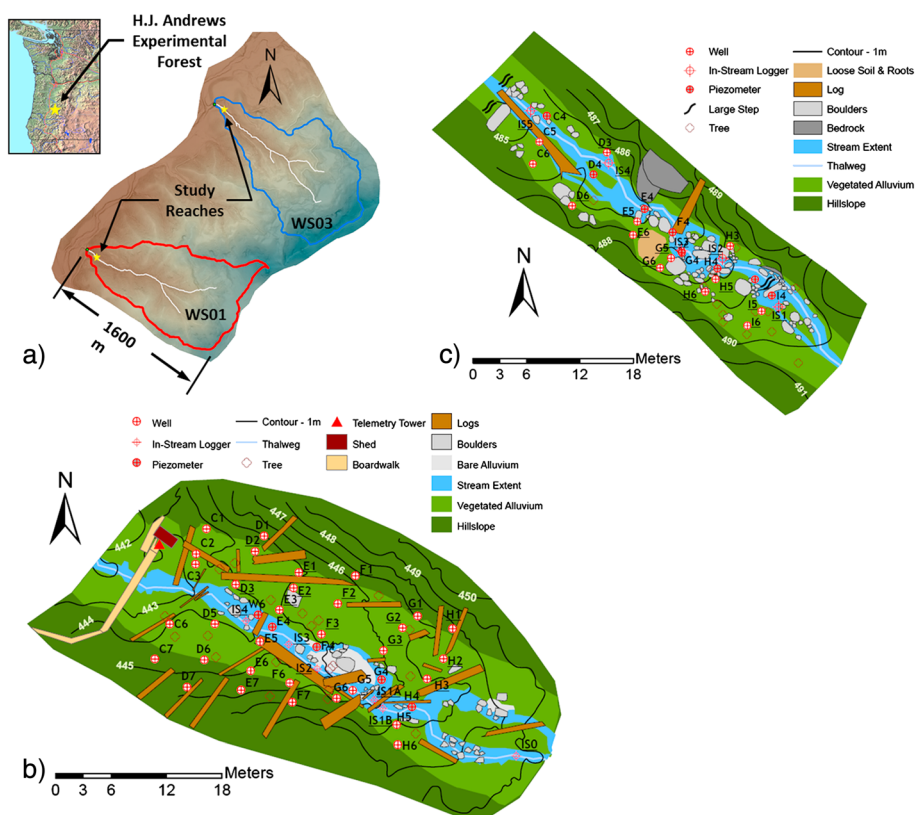 H.J. Andrews
Experimental
Forest
N
Study
Reaches
WS03
WS01
1600
m
a)
Well
In-Stream Logger
Piezometer
Large Step
Tree
Contour - 1m
Loose Soil & Roots
Log
Boulders
Bedrock
Stream Extent
Thalweg
Vegetated Alluvium
Hillslope
487
C4
IS5
C5
485
C6
D3
486
IS4
D4
D6
E4
E5
489
F4
E6
488
IS3
G5
G4
G6
H3
IS2
H4
H5
H6
I4
I5
IS1
I6
490
491
N
c)
0 3 6 12 18
Meters
Well
In-Stream Logger
Piezometer
Contour - 1m
Thalweg
Tree
Telemetry Tower
Shed
Boardwalk
Logs
Boulders
Bare Alluvium
Stream Extent
Vegetated Alluvium
Hillslope
N
442
C1
447
D1
448
C2
D2
449
446
C3
E1
F1
450
D3
E2
F2
443
W6
E3
G1
H1
IS4
444
D5
E4
F3
G2
C6
E5
IS3
F4
G3
445
C7
D6
IS2
H2
E6
G4
D7
E7
F6
G5
H3
G6
IS1A
F7
H4
IS1B
H5
H6
IS0
b)
0 3 6 12 18
Meters